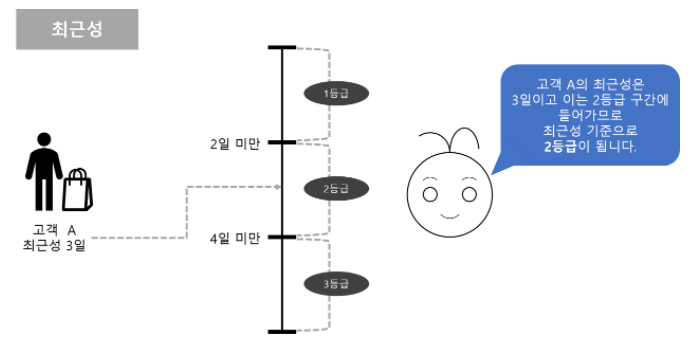 최근성
1등급
2일 미만
2등급
4일 미만
3등급
고객 A
최근성 3일
고객 A의 최근성은
3일이고 이는 2등급 구간에
들어가므로
최근성 기준으로
2등급이 됩니다.